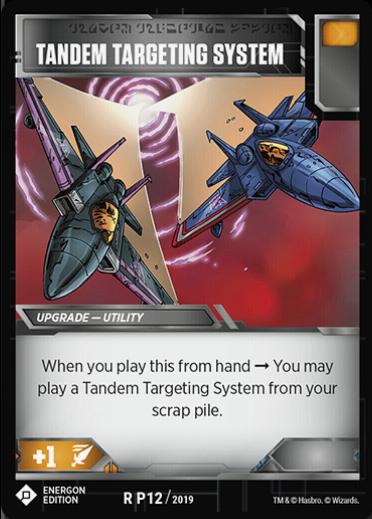 TANDEM TARGETING SYSTEM
UPGRADE — UTILITY
When you play this from hand → You may
play a Tandem Targeting System from your
scrap pile.
+1
ENERGON
EDITION
R P12 / 2019
TM & © Hasbro. © Wizards.